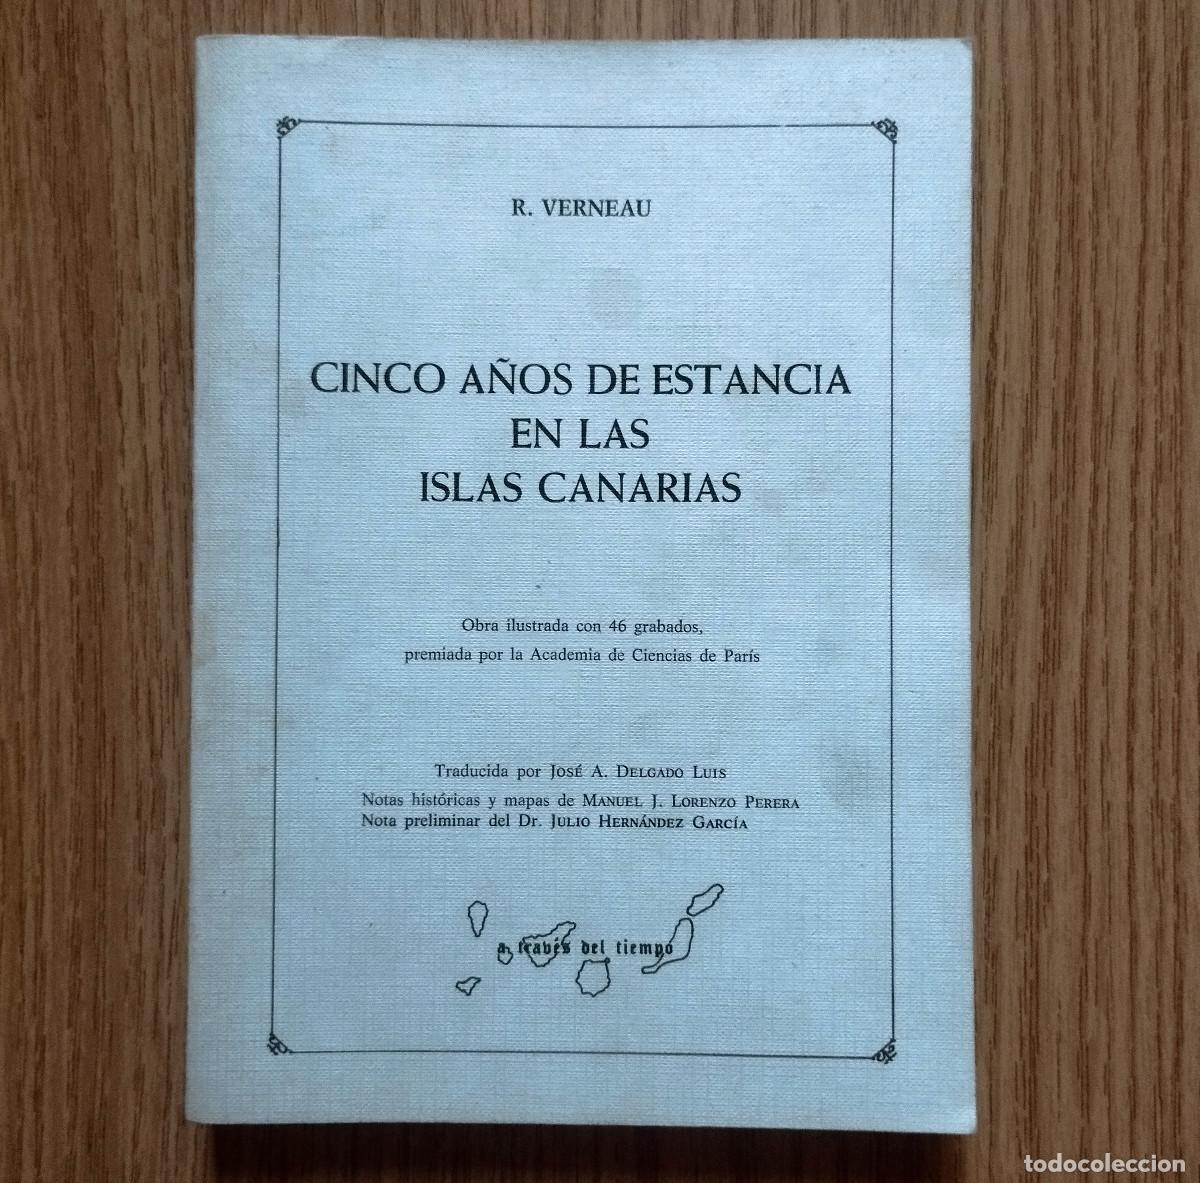 R. VERNEAU
CINCO AÑOS DE ESTANCIA
EN LAS
ISLAS CANARIAS
Obra ilustrada con 46 grabados,
premiada por la Academia de Ciencias de París
Traducida por JOSÉ A. DELGADO LUIS
Notas históricas y mapas de MANUEL J. LORENZO PERERA
Nota preliminar del Dr. JULIO HERNÁNDEZ GARCÍA
a través del tiempo
todocoleccion